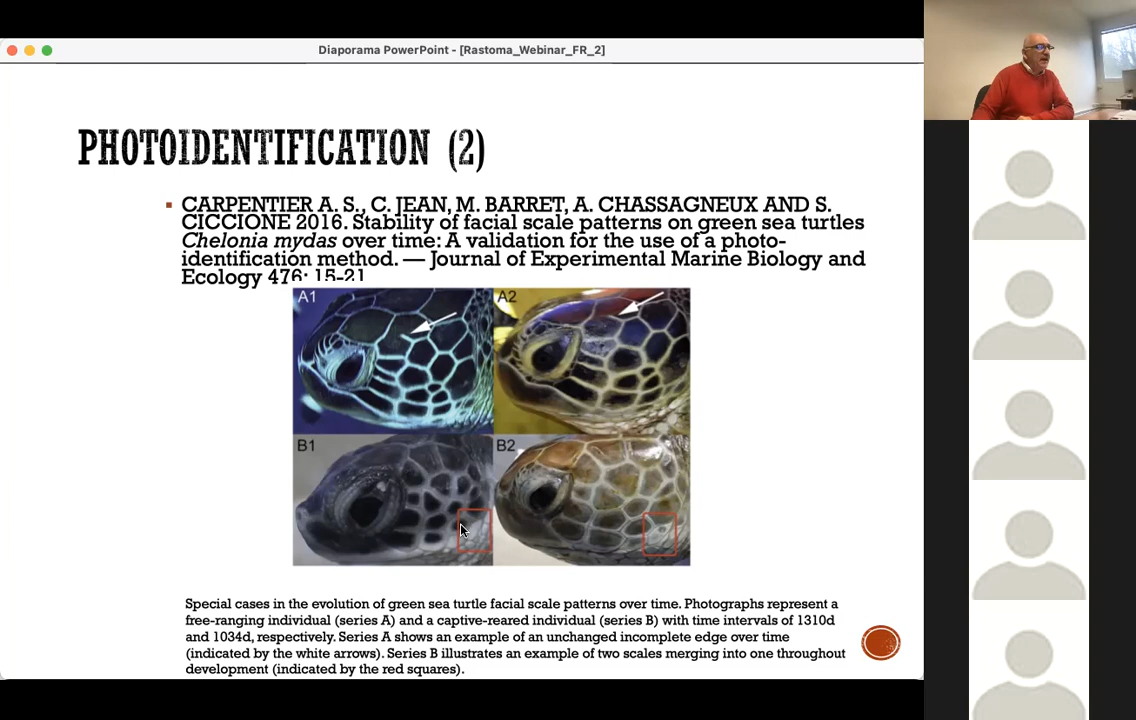 Diaporama PowerPoint - [Rastoma_Webinar_FR_2]
PHOTOIDENTIFICATION (2)
CARPENTIER A. S., C. JEAN, M. BARRET, A. CHASSAGNEUX AND S.
CICCIONE 2016. Stability of facial scale patterns on green sea turtles
Chelonia mydas over time: A validation for the use of a photo-
identification method. — Journal of Experimental Marine Biology and
Ecology 476: 15-21
A1
A2
B1
B2
Special cases in the evolution of green sea turtle facial scale patterns over time. Photographs represent a
free-ranging individual (series A) and a captive-reared individual (series B) with time intervals of 1310d
and 1034d, respectively. Series A shows an example of an unchanged incomplete edge over time
(indicated by the white arrows). Series B illustrates an example of two scales merging into one throughout
development (indicated by the red squares).